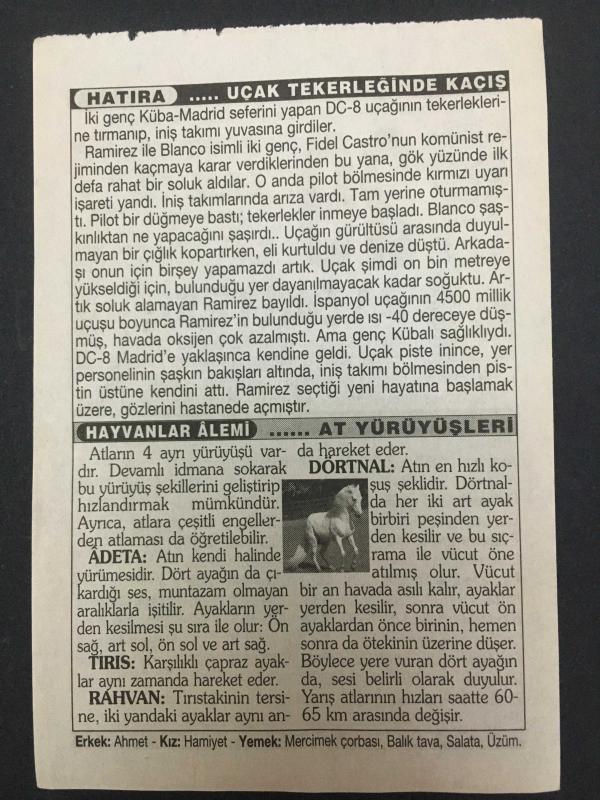 HATIRA ..... UÇAK TEKERLEĞİNDE KAÇIŞ
İki genç Küba-Madrid seferini yapan DC-8 uçağının tekerlekleri-
ne tırmanıp, iniş takımı yuvasına girdiler.
Ramirez ile Blanco isimli iki genç, Fidel Castro'nun komünist re-
jiminden kaçmaya karar verdiklerinden bu yana, gök yüzünde ilk
defa rahat bir soluk aldılar. O anda pilot bölmesinde kırmızı uyarı
işareti yandı. İniş takımlarında arıza vardı. Tam yerine oturmamış-
tı. Pilot bir düğmeye bastı; tekerlekler inmeye başladı. Blanco şaş-
kınlıktan ne yapacağını şaşırdı.. Uçağın gürültüsü arasında duyul-
mayan bir çığlık kopartırken, eli kurtuldu ve denize düştü. Arkada-
şı onun için birşey yapamazdı artık. Uçak şimdi on bin metreye
yükseldiği için, bulunduğu yer dayanılmayacak kadar soğuktu. Ar-
tık soluk alamayan Ramirez bayıldı. İspanyol uçağının 4500 millik
uçuşu boyunca Ramirez'in bulunduğu yerde ısı -40 dereceye düş-
müş, havada oksijen çok azalmıştı. Ama genç Kübalı sağlıklıydı.
DC-8 Madrid'e yaklaşınca kendine geldi. Uçak piste inince, yer
personelinin şaşkın bakışları altında, iniş takımı bölmesinden pis-
tin üstüne kendini attı. Ramirez seçtiği yeni hayatına başlamak
üzere, gözlerini hastanede açmıştır.
HAYVANLAR ÂLEMİ ...... AT YÜRÜYÜŞLERİ
Atların 4 ayrı yürüyüşü var-
dır. Devamlı idmana sokarak
bu yürüyüş şekillerini geliştirip
hızlandırmak mümkündür.
Ayrıca, atlara çeşitli engeller-
den atlaması da öğretilebilir.
ÂDETA: Atın kendi halinde
yürümesidir. Dört ayağın da çı-
kardığı ses, muntazam olmayan
aralıklarla işitilir. Ayakların yer-
den kesilmesi şu sıra ile olur: Ön
sağ, art sol, ön sol ve art sağ.
TIRIS: Karşılıklı çapraz ayak-
lar aynı zamanda hareket eder.
RAHVAN: Tırıstakinin tersi-
ne, iki yandaki ayaklar aynı an-
da hareket eder.
DÖRTNAL: Atın en hızlı ko-
şuş şeklidir. Dörtnal-
da her iki art ayak
birbiri peşinden yer-
den kesilir ve bu sıç-
rama ile vücut öne
atılmış olur. Vücut
bir an havada asılı kalır, ayaklar
yerden kesilir, sonra vücut ön
ayaklardan önce birinin, hemen
sonra da ötekinin üzerine düşer.
Böylece yere vuran dört ayağın
da, sesi belirli olarak duyulur.
Yarış atlarının hızları saatte 60-
65 km arasında değişir.
Erkek: Ahmet - Kız: Hamiyet - Yemek: Mercimek çorbası, Balık tava, Salata, Üzüm.